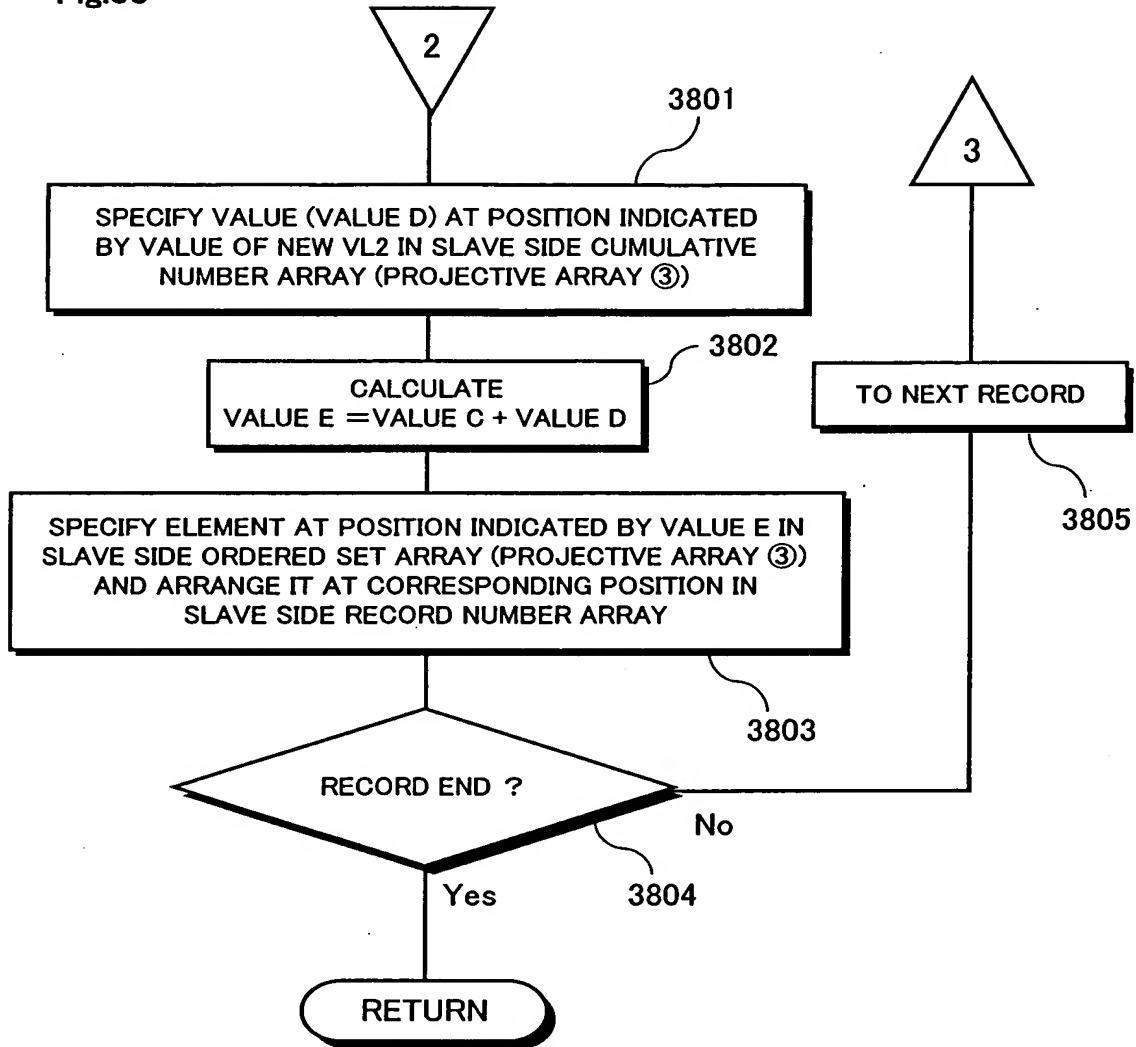 2
3801
3
SPECIFY VALUE (VALUE D) AT POSITION INDICATED
BY VALUE OF NEW VL2 IN SLAVE SIDE CUMULATIVE
NUMBER ARRAY (PROJECTIVE ARRAY ③))
3802
CALCULATE
VALUE E =VALUE C + VALUE D
TO NEXT RECORD
3805
SPECIFY ELEMENT AT POSITION INDICATED BY VALUE E IN
SLAVE SIDE ORDERED SET ARRAY (PROJECTIVE ARRAY ③))
AND ARRANGE IT AT CORRESPONDING POSITION IN
SLAVE SIDE RECORD NUMBER ARRAY
3803
RECORD END ?
No
Yes
3804
RETURN